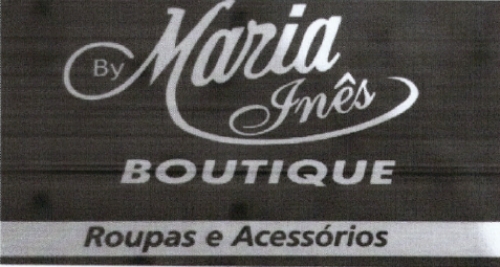 By Maria
Inês
BOUTIQUE
Roupas e Acessórios